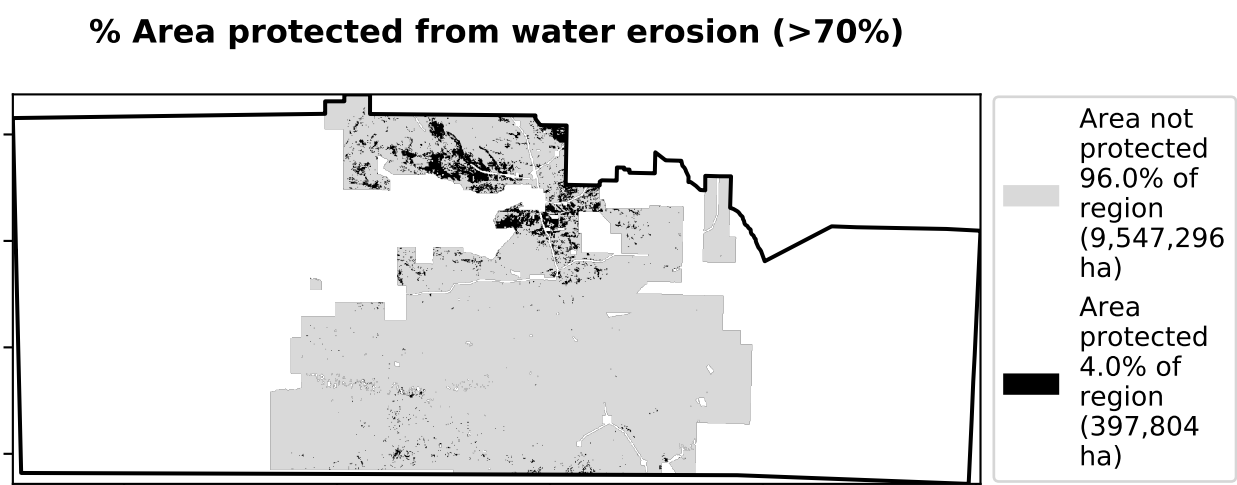 % Area protected from water erosion (>70%)
Area not
protected
96.0% of
region
(9,547,296
ha)
Area
protected
4.0% of
region
(397,804
ha)